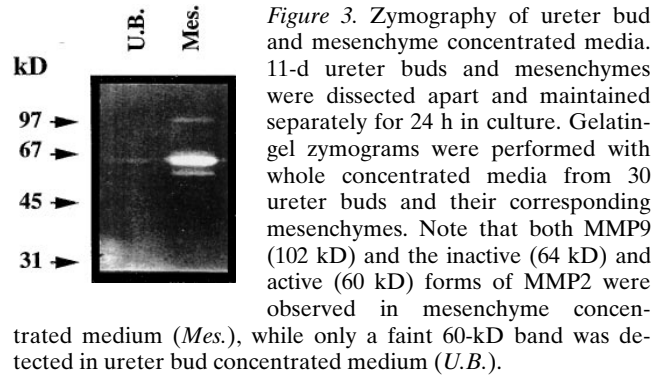 U.B.
Mes.
kD
97
67
45
31
Figure 3. Zymography of ureter bud
and mesenchyme concentrated media.
11-d ureter buds and mesenchymes
were dissected apart and maintained
separately for 24 h in culture. Gelatin-
gel zymograms were performed with
whole concentrated media from 30
ureter buds and their corresponding
mesenchymes. Note that both MMP9
(102 kD) and the inactive (64 kD) and
active (60 kD) forms of MMP2 were
observed in mesenchyme concen-
trated medium (Mes.), while only a faint 60-kD band was de-
tected in ureter bud concentrated medium (U.B.).